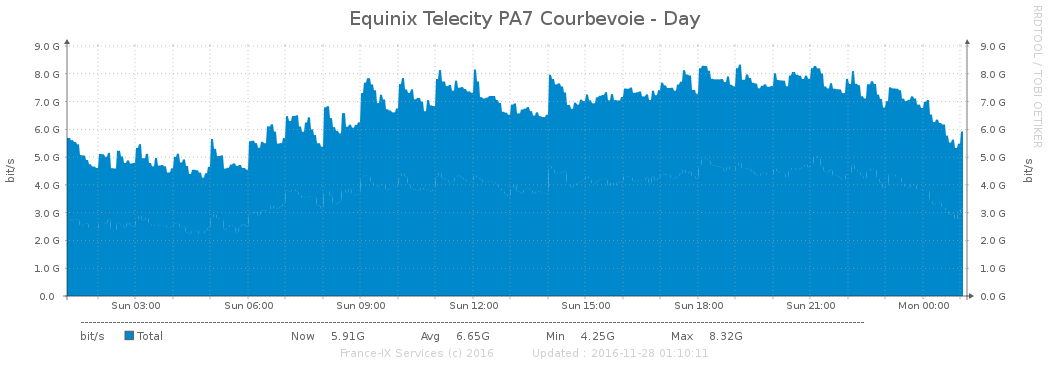 Equinix Telecity PA7 Courbevoie - Day
RRDTOOL / TOBI OETIKER
9.0 G 9.0 G
8.0 G 8.0 G
7.0 G 7.0 G
6.0 G 6.0 G
5.0 G 5.0 G
4.0 G 4.0 G
3.0 G 3.0 G
2.0 G 2.0 G
1.0 G 1.0 G
0.0 0.0 G
bit/s bit/s
Sun 03:00 Sun 06:00 Sun 09:00 Sun 12:00 Sun 15:00 Sun 18:00 Sun 21:00 Mon 00:00
bit/s Total Now 5.91G Avg 6.65G Min 4.25G Max 8.32G
France-IX Services (c) 2016 Updated : 2016-11-28 01:10:11